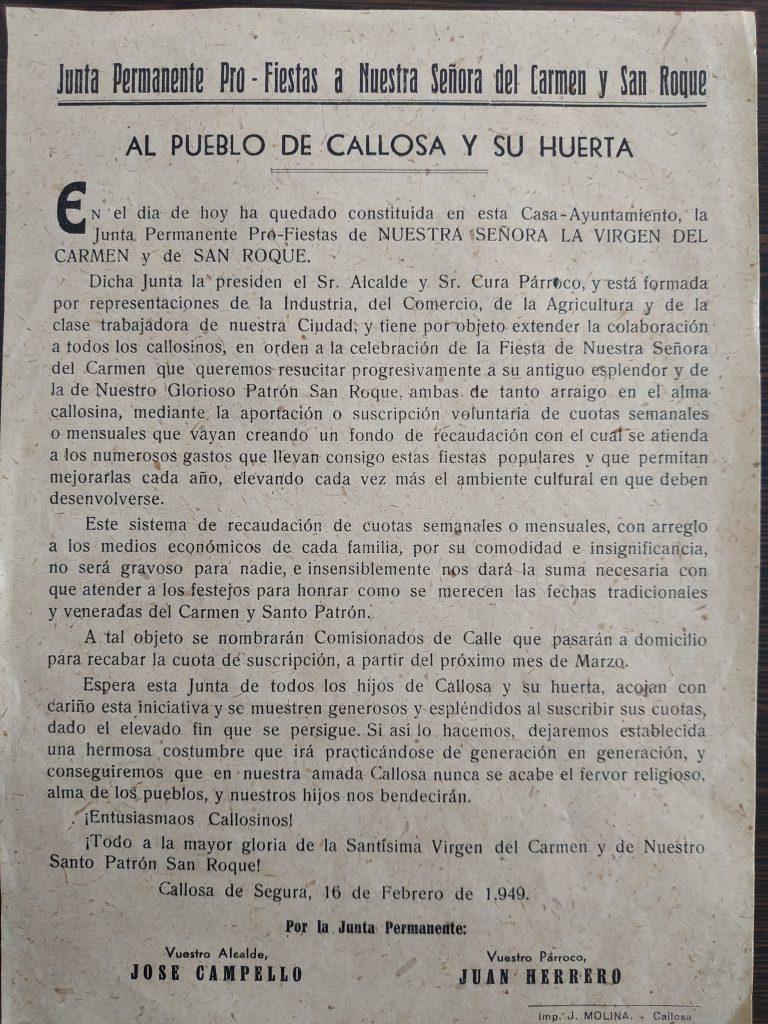 Junta Permanente Pro-Fiestas a Nuestra Señora del Carmen y San Roque
AL PUEBLO DE CALLOSA Y SU HUERTA
EN el día de hoy ha quedado constituída en esta Casa-Ayuntamiento, la
Junta Permanente Pro-Fiestas de NUESTRA SEÑORA LA VIRGEN DEL
CARMEN y de SAN ROQUE.
Dicha Junta la presiden el Sr. Alcalde y Sr. Cura Párroco, y está formada
por representaciones de la Industria, del Comercio, de la Agricultura y de la
clase trabajadora de nuestra Ciudad, y tiene por objeto extender la colaboración
a todos los callosinos, en orden a la celebración de la Fiesta de Nuestra Señora
del Carmen que queremos resucitar progresivamente a su antiguo esplendor y de
la de Nuestro Glorioso Patrón San Roque, ambas de tanto arraigo en el alma
callosina, mediante la aportación o suscripción voluntaria de cuotas semanales
o mensuales que vayan creando un fondo de recaudación con el cual se atienda
a los numerosos gastos que llevan consigo estas fiestas populares y que permitan
mejorarlas cada año, elevando cada vez más el ambiente cultural en que deben
desenvolverse.
Este sistema de recaudación de cuotas semanales o mensuales, con arreglo
a los medios económicos de cada familia, por su comodidad e insignificancia,
no será gravoso para nadie, e insensiblemente nos dará la suma necesaria con
que atender a los festejos para honrar como se merecen las fechas tradicionales
y veneradas del Carmen y Santo Patrón.
A tal objeto se nombrarán Comisionados de Calle que pasarán a domicilio
para recabar la cuota de suscripción, a partir del próximo mes de Marzo.
Espera esta Junta de todos los hijos de Callosa y su huerta, acojan con
cariño esta iniciativa y se muestren generosos y espléndidos al suscribir sus cuotas,
dado el elevado fin que se persigue. Si así lo hacemos, dejaremos establecida
una hermosa costumbre que irá practicándose de generación en generación, y
conseguiremos que en nuestra amada Callosa nunca se acabe el fervor religioso,
alma de los pueblos, y nuestros hijos nos bendecirán.
¡Entusiasmaos Callosinos!
¡Todo a la mayor gloria de la Santísima Virgen del Carmen y de Nuestro
Santo Patrón San Roque!
Callosa de Segura, 16 de Febrero de 1.949.
Por la Junta Permanente:
Vuestro Alcalde,
JOSE CAMPELLO
Vuestro Párroco,
JUAN HERRERO
Imp. J. MOLINA. - Callosa